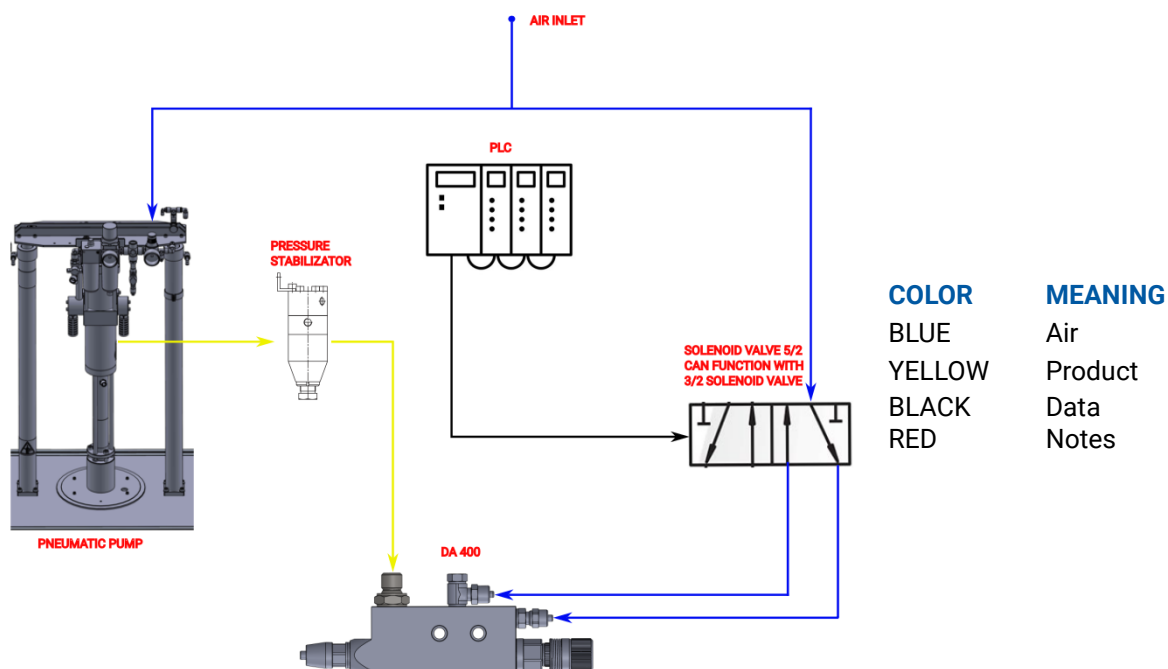 AIR INLET
PLC
PRESSURE
STABILIZATOR
COLOR MEANING
BLUE Air
YELLOW Product
BLACK Data
RED Notes
SOLENOID VALVE 5/2
CAN FUNCTION WITH
3/2 SOLENOID VALVE
PNEUMATIC PUMP
DA 400